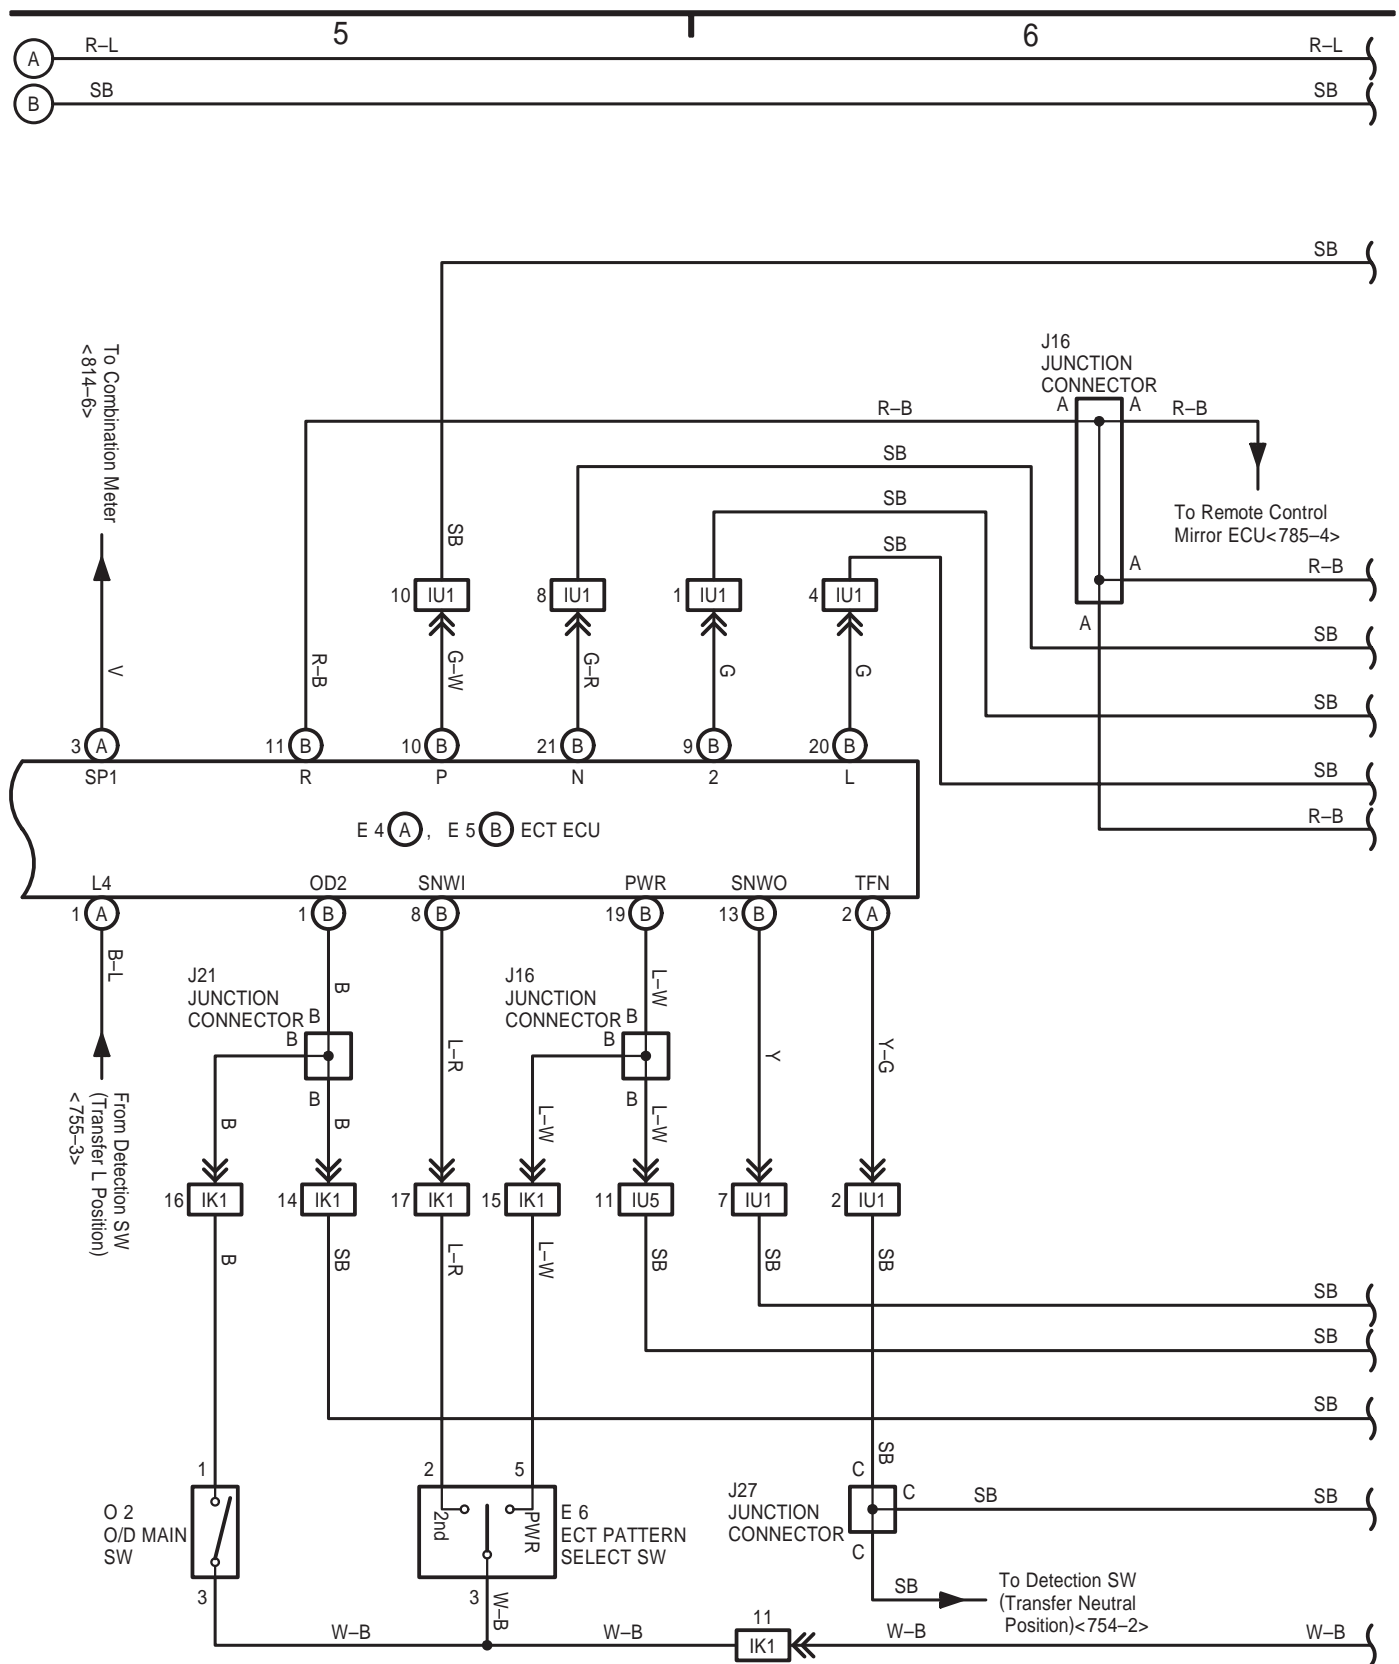 5 6
A R–L R–L
B SB SB
SB
To Combination Meter
<814–6>
J16
JUNCTION
CONNECTOR
R–B A A R–B
SB
SB
To Remote Control
Mirror ECU<785–4>
SB
SB
A R–B
10 IU1 8 IU1 1 IU1 4 IU1
A
SB
V R–B G–W G–R G G
SB
3 A 11 B 10 B 21 B 9 B 20 B
SP1 R P N 2 L
SB
R–B
E 4 A , E 5 B ECT ECU
L4 OD2 SNWI PWR SNWO TFN
1 A 1 B 8 B 19 B 13 B 2 A
B–L
B L–W
J21
JUNCTION
CONNECTOR B
B
J16
JUNCTION
CONNECTOR B
B
L–R Y Y–G
B B
From Detection SW
(Transfer L Position)
<755–3>
B B L–W L–W
16 IK1 14 IK1 17 IK1 15 IK1 11 IU5 7 IU1 2 IU1
B SB L–R L–W SB SB SB
SB
SB
SB
SB
1 2 5 C
O 2
O/D MAIN
SW
2nd PWR
E 6
ECT PATTERN
SELECT SW
J27
JUNCTION
CONNECTOR
C SB SB
C
3 3 W–B
SB
To Detection SW
(Transfer Neutral
Position)<754–2>
W–B W–B 11 IK1 W–B W–B